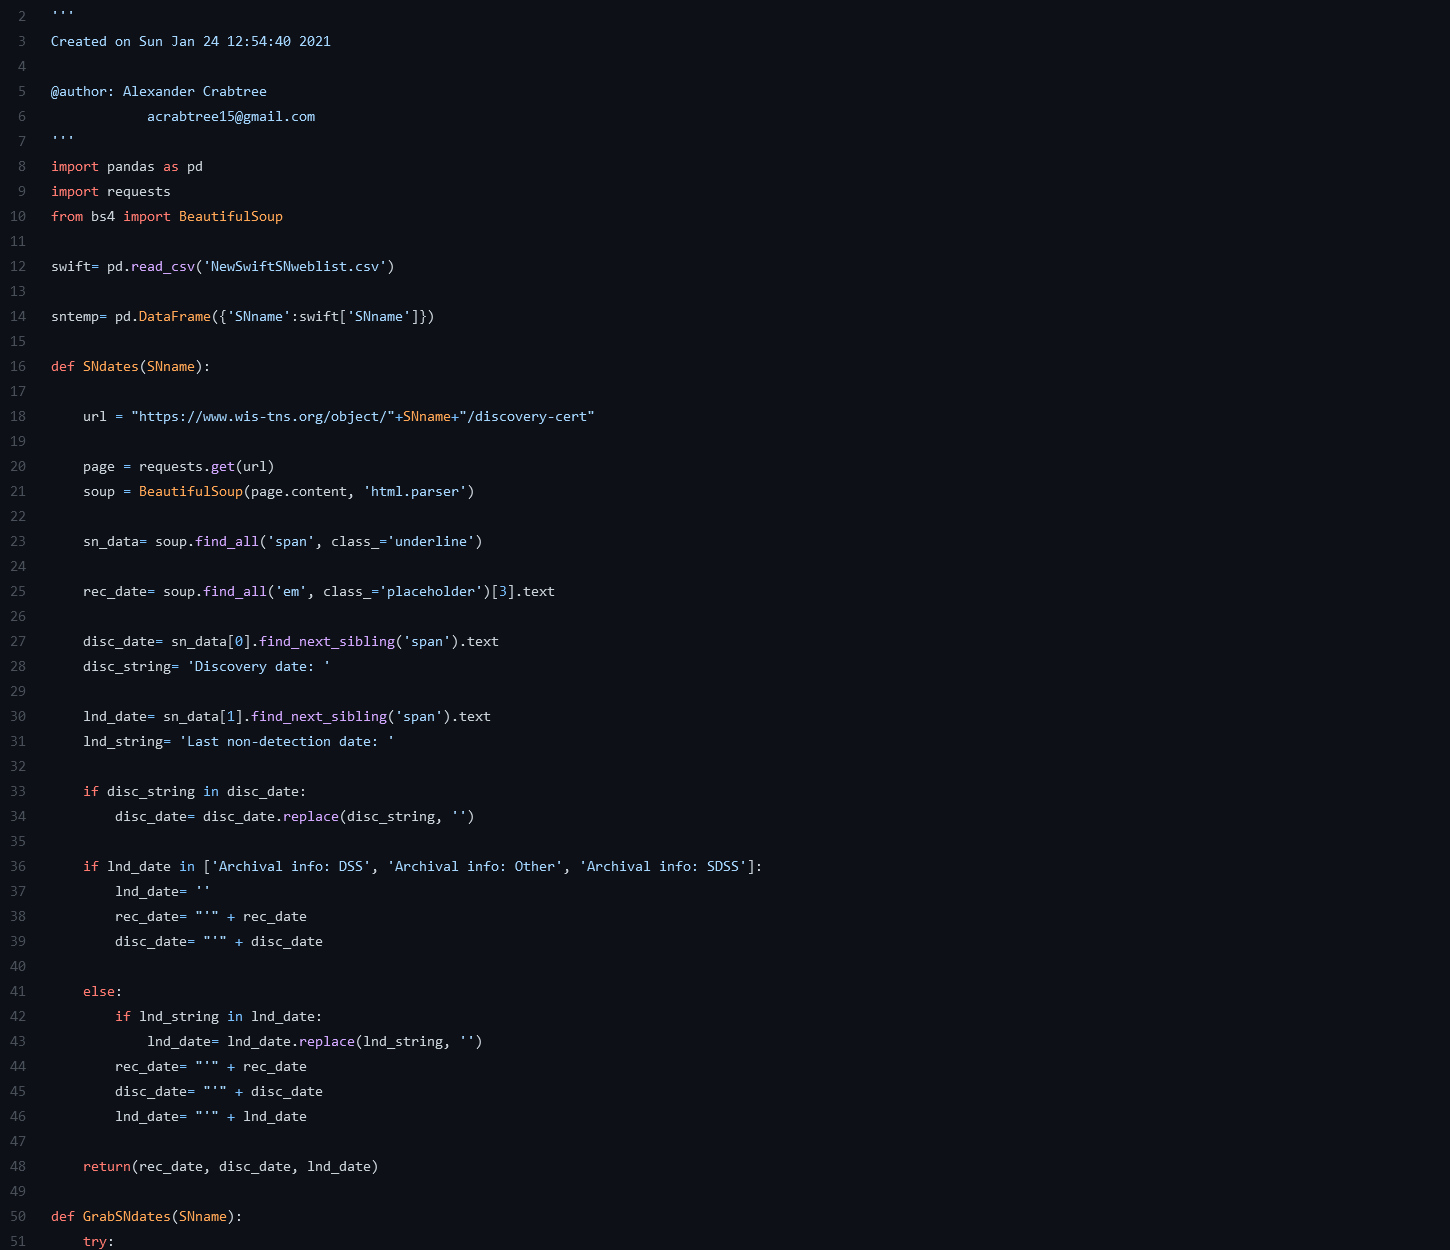 2 '''
3 Created on Sun Jan 24 12:54:40 2021
4
5 @author: Alexander Crabtree
6             acrabtree15@gmail.com
7 '''
8 import pandas as pd
9 import requests
10 from bs4 import BeautifulSoup
11
12 swift= pd.read_csv('NewSwiftSNweblist.csv')
13
14 sntemp= pd.DataFrame({'SNname':swift['SNname']})
15
16 def SNdates(SNname):
17
18     url = "https://www.wis-tns.org/object/"+SNname+"/discovery-cert"
19
20     page = requests.get(url)
21     soup = BeautifulSoup(page.content, 'html.parser')
22
23     sn_data= soup.find_all('span', class_='underline')
24
25     rec_date= soup.find_all('em', class_='placeholder')[3].text
26
27     disc_date= sn_data[0].find_next_sibling('span').text
28     disc_string= 'Discovery date: '
29
30     lnd_date= sn_data[1].find_next_sibling('span').text
31     lnd_string= 'Last non-detection date: '
32
33     if disc_string in disc_date:
34         disc_date= disc_date.replace(disc_string, '')
35
36     if lnd_date in ['Archival info: DSS', 'Archival info: Other', 'Archival info: SDSS']:
37         lnd_date= ''
38         rec_date= "'" + rec_date
39         disc_date= "'" + disc_date
40
41     else:
42         if lnd_string in lnd_date:
43             lnd_date= lnd_date.replace(lnd_string, '')
44         rec_date= "'" + rec_date
45         disc_date= "'" + disc_date
46         lnd_date= "'" + lnd_date
47
48     return(rec_date, disc_date, lnd_date)
49
50 def GrabSNdates(SNname):
51     try: